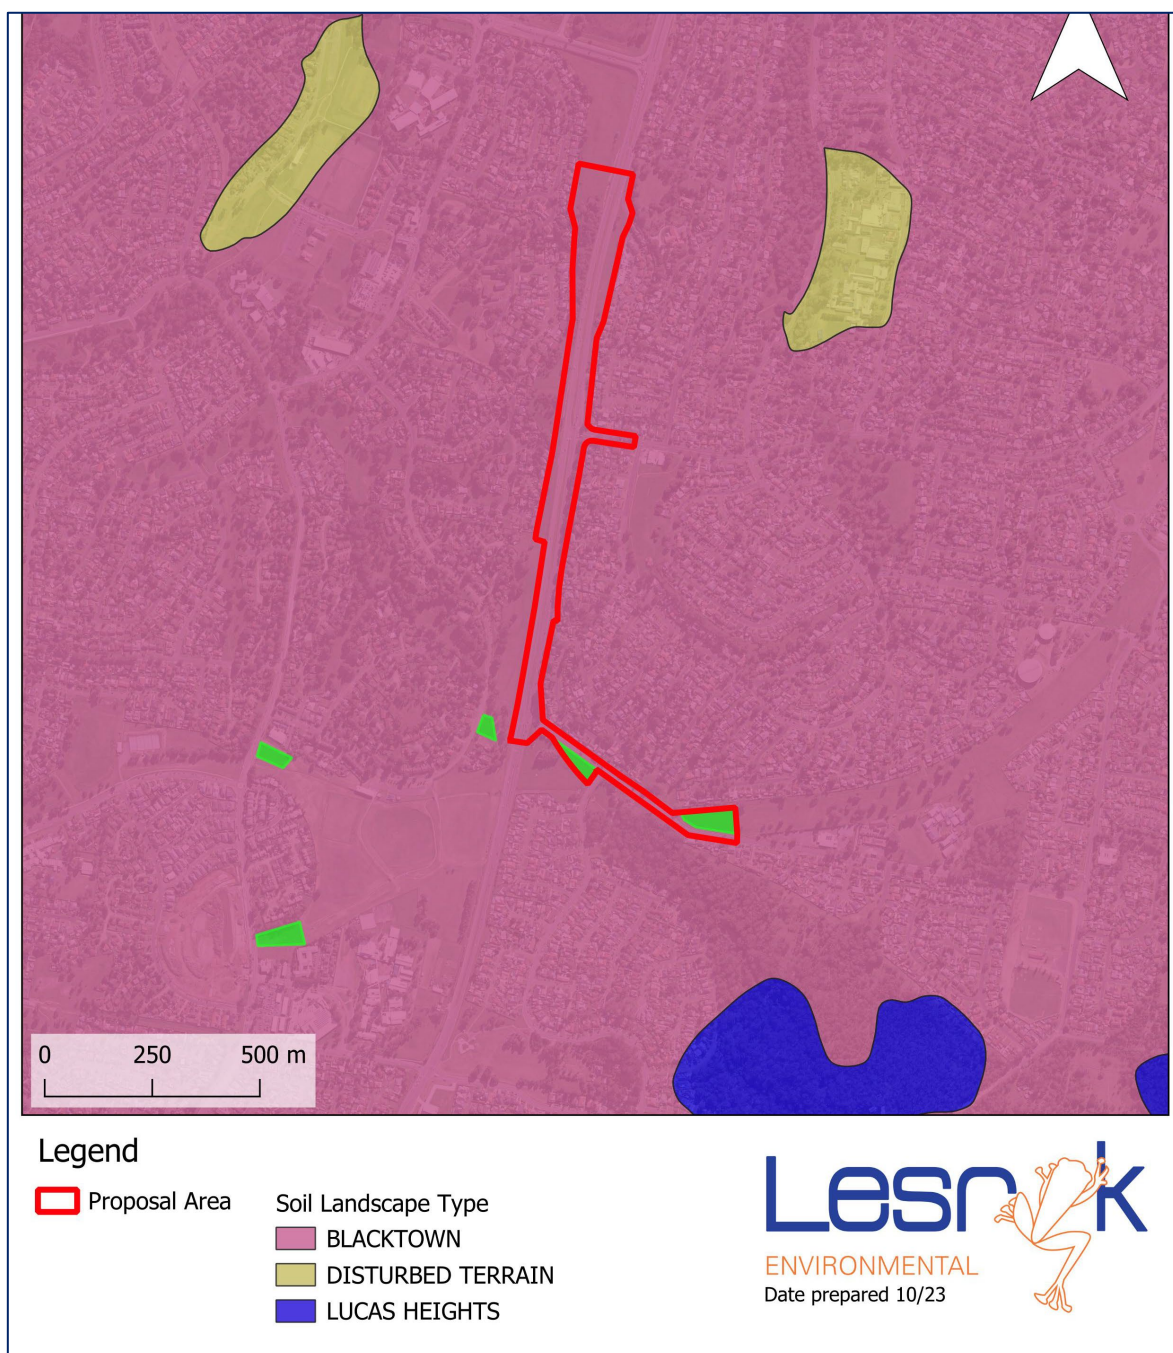 0 250 500 m
Legend
Proposal Area
Soil Landscape Type
BLACKTOWN
DISTURBED TERRAIN
LUCAS HEIGHTS
Lesryk
ENVIRONMENTAL
Date prepared 10/23